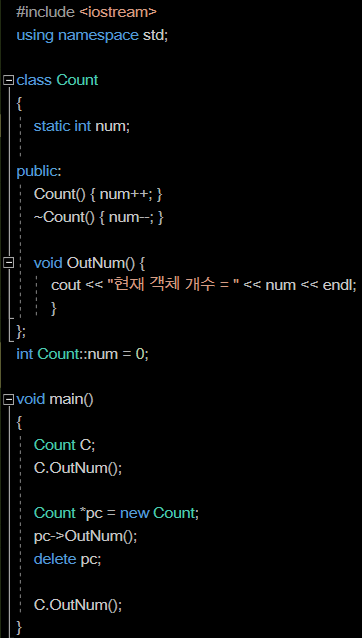 #include <iostream>
using namespace std;
class Count
{
static int num;
public:
Count() { num++; }
~Count() { num--; }
void OutNum() {
cout << "현재 객체 개수 = " << num << endl;
}
};
int Count::num = 0;
void main()
{
Count C;
C.OutNum();
Count *pc = new Count;
pc->OutNum();
delete pc;
C.OutNum();
}